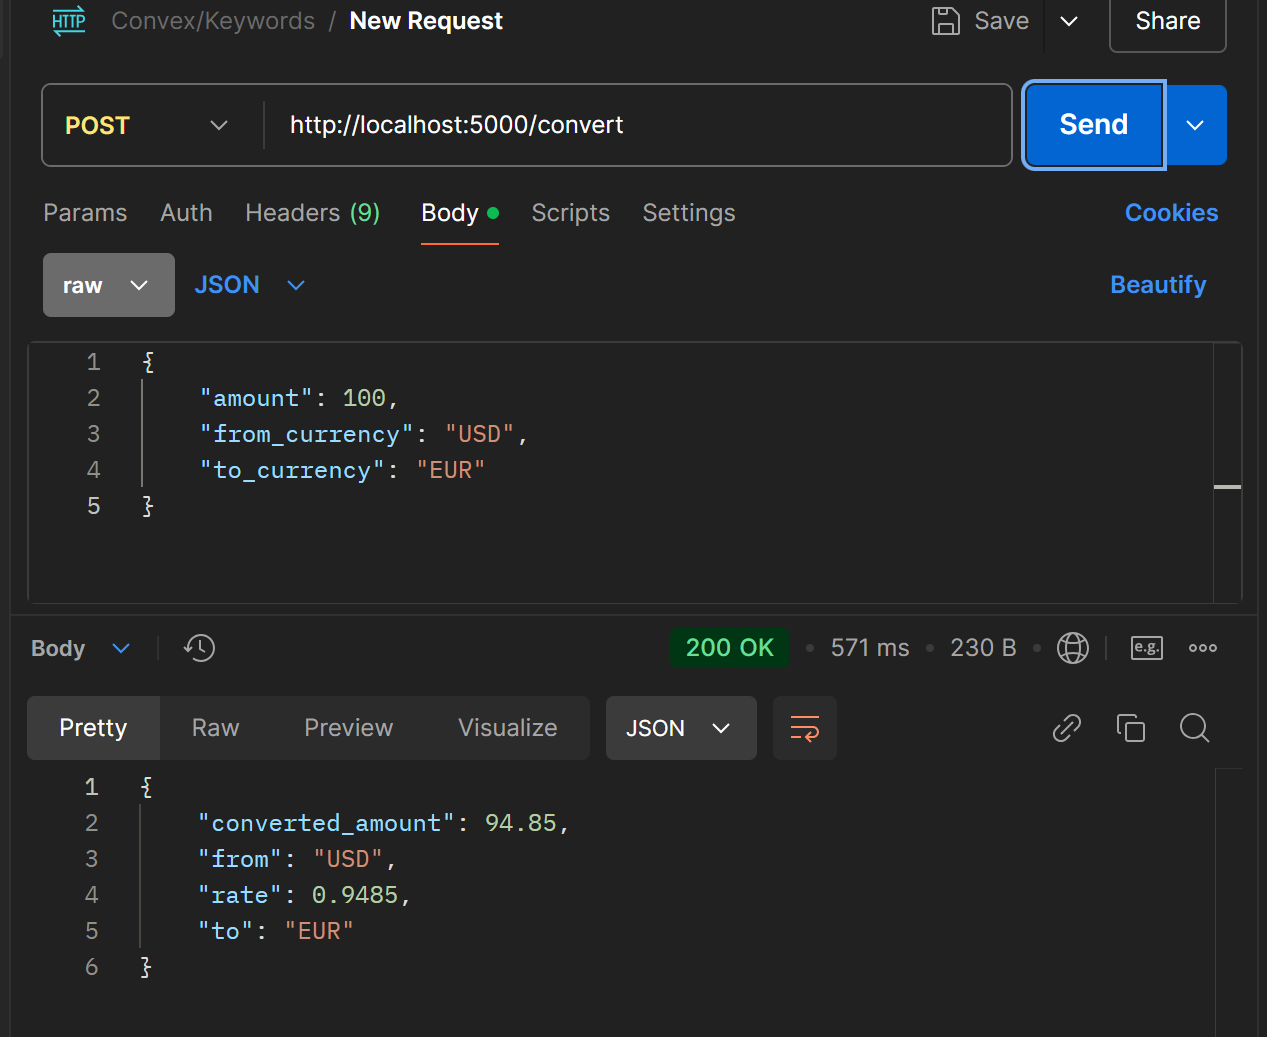 HTTP Convex/Keywords / New Request Save Share
POST http://localhost:5000/convert Send
Params Auth Headers (9) Body Scripts Settings Cookies
raw JSON Beautify
1 {
2 "amount": 100,
3 "from_currency": "USD",
4 "to_currency": "EUR"
5 }
Body 200 OK • 571 ms • 230 B • e.g.
Pretty Raw Preview Visualize JSON
1 {
2 "converted_amount": 94.85,
3 "from": "USD",
4 "rate": 0.9485,
5 "to": "EUR"
6 }